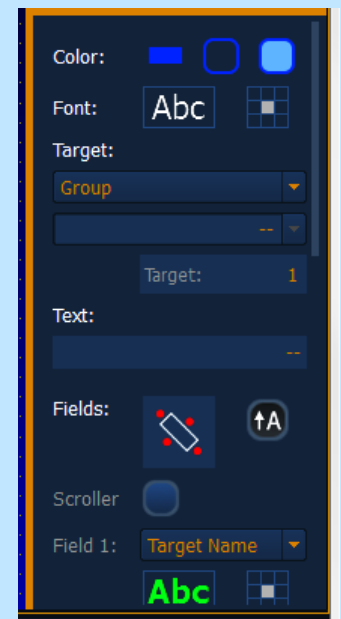 Color:
Font: Abc
Target:
Group
--
Target: 1
Text:
--
Fields: A
Scroller
Field 1: Target Name
Abc